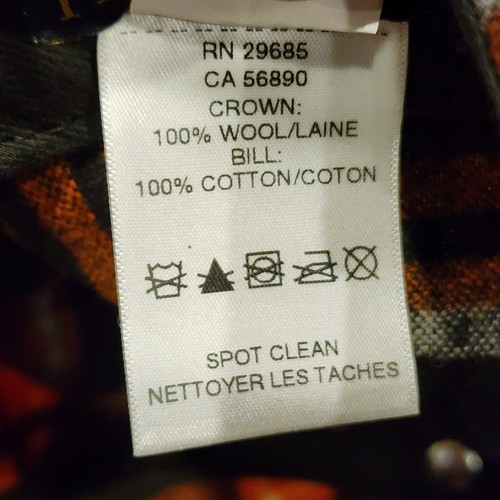 RN 29685
CA 56890
CROWN:
100% WOOL/LAINE
BILL:
100% COTTON/COTON
SPOT CLEAN
NETTOYER LES TACHES